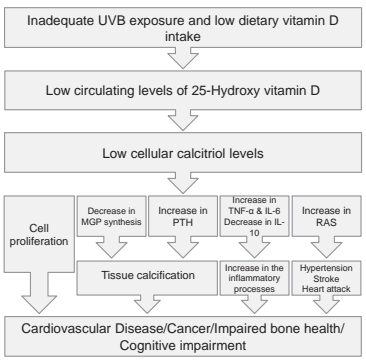 Inadequate UVB exposure and low dietary vitamin D
intake
Low circulating levels of 25-Hydroxy vitamin D
Low cellular calcitriol levels
Cell
proliferation
Decrease in
MGP synthesis
Increase in
PTH
Increase in
TNF-α & IL-6
Decrease in IL-
10
Increase in
RAS
Tissue calcification
Increase in the
inflammatory
processes
Hypertension
Stroke
Heart attack
Cardiovascular Disease/Cancer/Impaired bone health/
Cognitive impairment